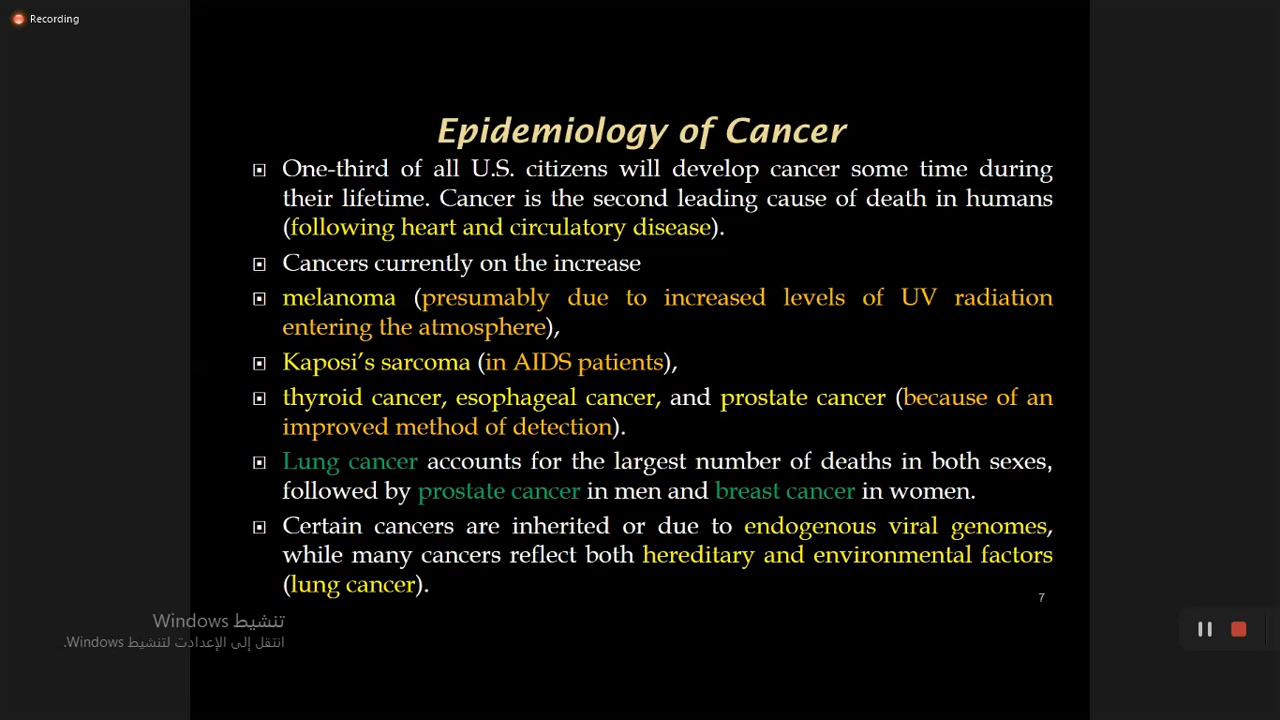 Recording
Epidemiology of Cancer
One-third of all U.S. citizens will develop cancer some time during
their lifetime. Cancer is the second leading cause of death in humans
(following heart and circulatory disease).
Cancers currently on the increase
melanoma (presumably due to increased levels of UV radiation
entering the atmosphere),
Kaposi's sarcoma (in AIDS patients),
thyroid cancer, esophageal cancer, and prostate cancer (because of an
improved method of detection).
Lung cancer accounts for the largest number of deaths in both sexes,
followed by prostate cancer in men and breast cancer in women.
Certain cancers are inherited or due to endogenous viral genomes,
while many cancers reflect both hereditary and environmental factors
(lung cancer).
7
تنشيط Windows
انتقل إلى الإعدادت لتنشيط Windows.